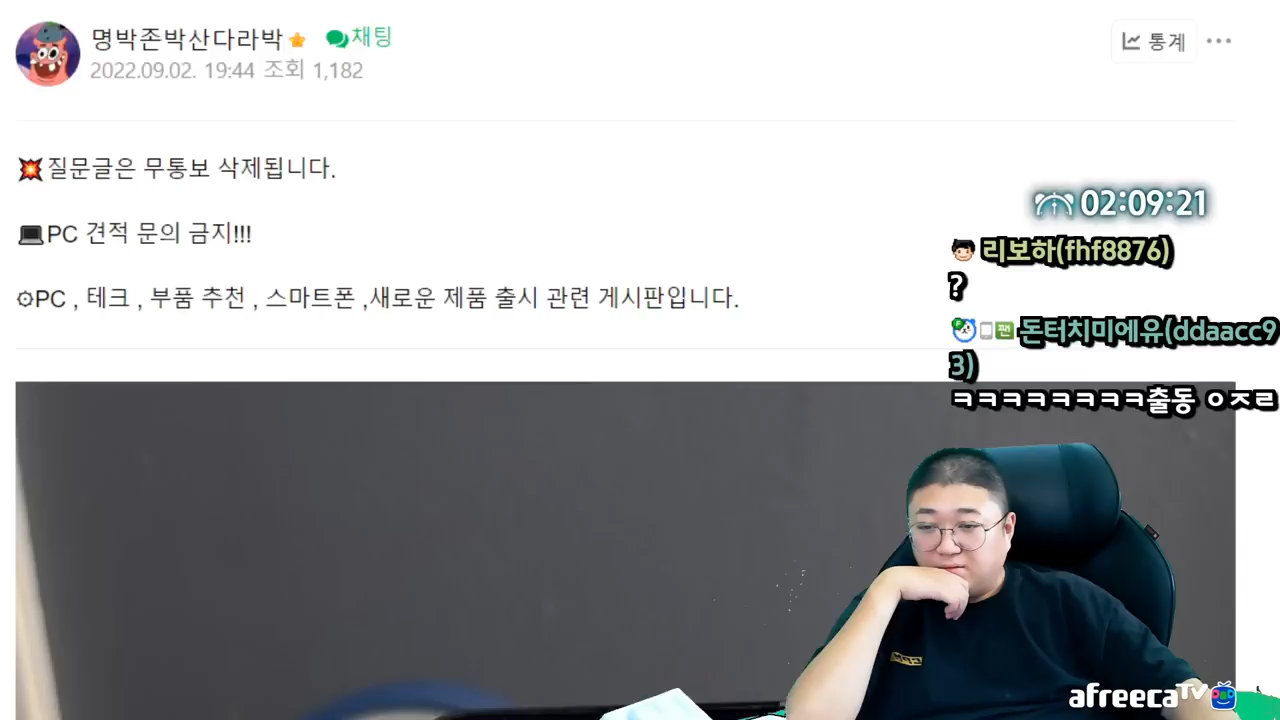 명박존박산다라박
채팅
2022.09.02. 19:44 조회 1,182
통계
💥질문글은 무통보 삭제됩니다.
💻PC 견적 문의 금지!!!
⚙PC , 테크 , 부품 추천 , 스마트폰 ,새로운 제품 출시 관련 게시판입니다.
02:09:21
리보하(fhf8876)
?
팬 돈터치미에유(ddaacc9
3)
ㅋㅋㅋㅋㅋㅋㅋㅋ출동 ㅇㅈㄹ
afreecaTV